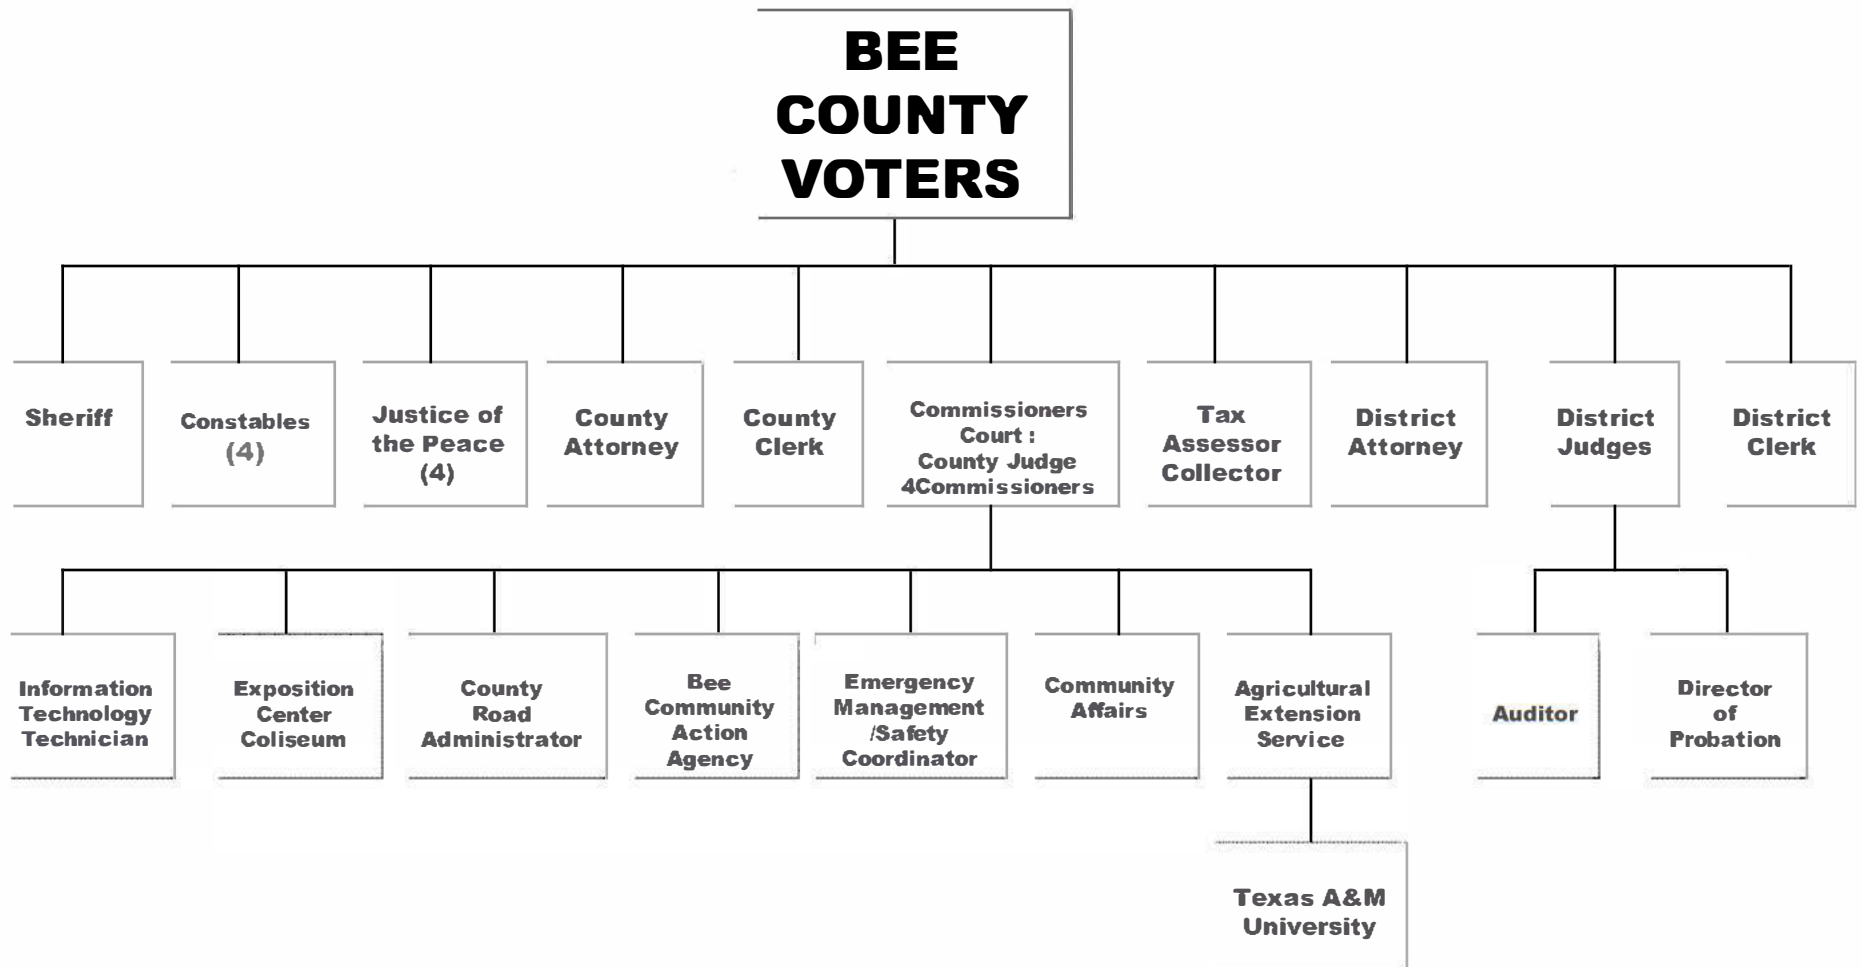 BEE
COUNTY
VOTERS
Sheriff
Constables
(4)
Justice of
the Peace
(4)
County
Attorney
County
Clerk
Commissioners
Court :
County Judge
4Commissioners
Tax
Assessor
Collector
District
Attorney
District
Judges
District
Clerk
Information
Technology
Technician
Exposition
Center
Coliseum
County
Road
Administrator
Bee
Community
Action
Agency
Emergency
Management
/Safety
Coordinator
Community
Affairs
Agricultural
Extension
Service
Auditor
Director
of
Probation
Texas A&M
University